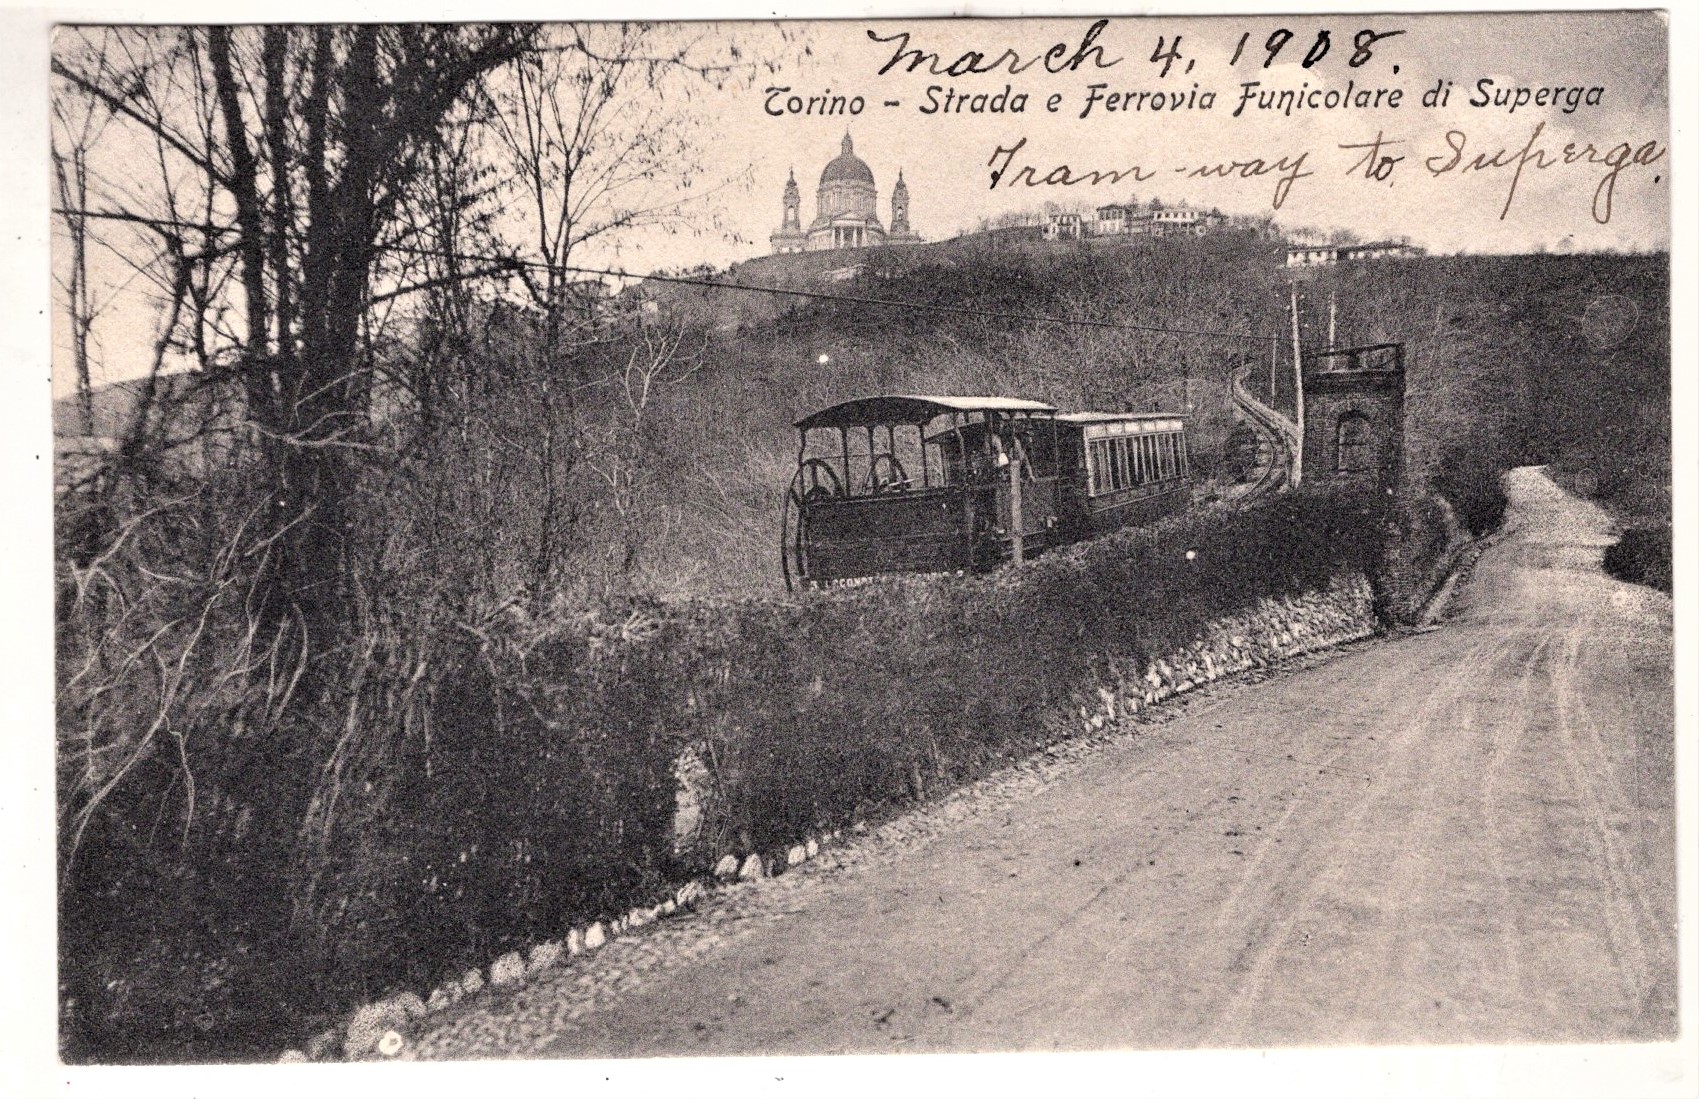 March 4, 1908.
Torino - Strada e Ferrovia Funicolare di Superga
Tram-way to Superga.